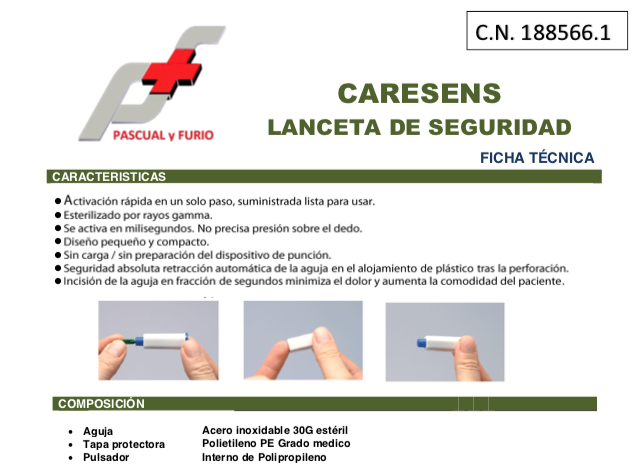 C.N. 188566.1
PASCUAL y FURIO
CARESENS
LANCETA DE SEGURIDAD
FICHA TÉCNICA
CARACTERISTICAS
● Activación rápida en un solo paso, suministrada lista para usar.
● Esterilizado por rayos gamma.
● Se activa en milisegundos. No precisa presión sobre el dedo.
● Diseño pequeño y compacto.
● Sin carga / sin preparación del dispositivo de punción.
● Seguridad absoluta retracción automática de la aguja en el alojamiento de plástico tras la perforación.
● Incisión de la aguja en fracción de segundos minimiza el dolor y aumenta la comodidad del paciente.
COMPOSICIÓN
• Aguja Acero inoxidable 30G estéril
• Tapa protectora Polietileno PE Grado medico
• Pulsador Interno de Polipropileno